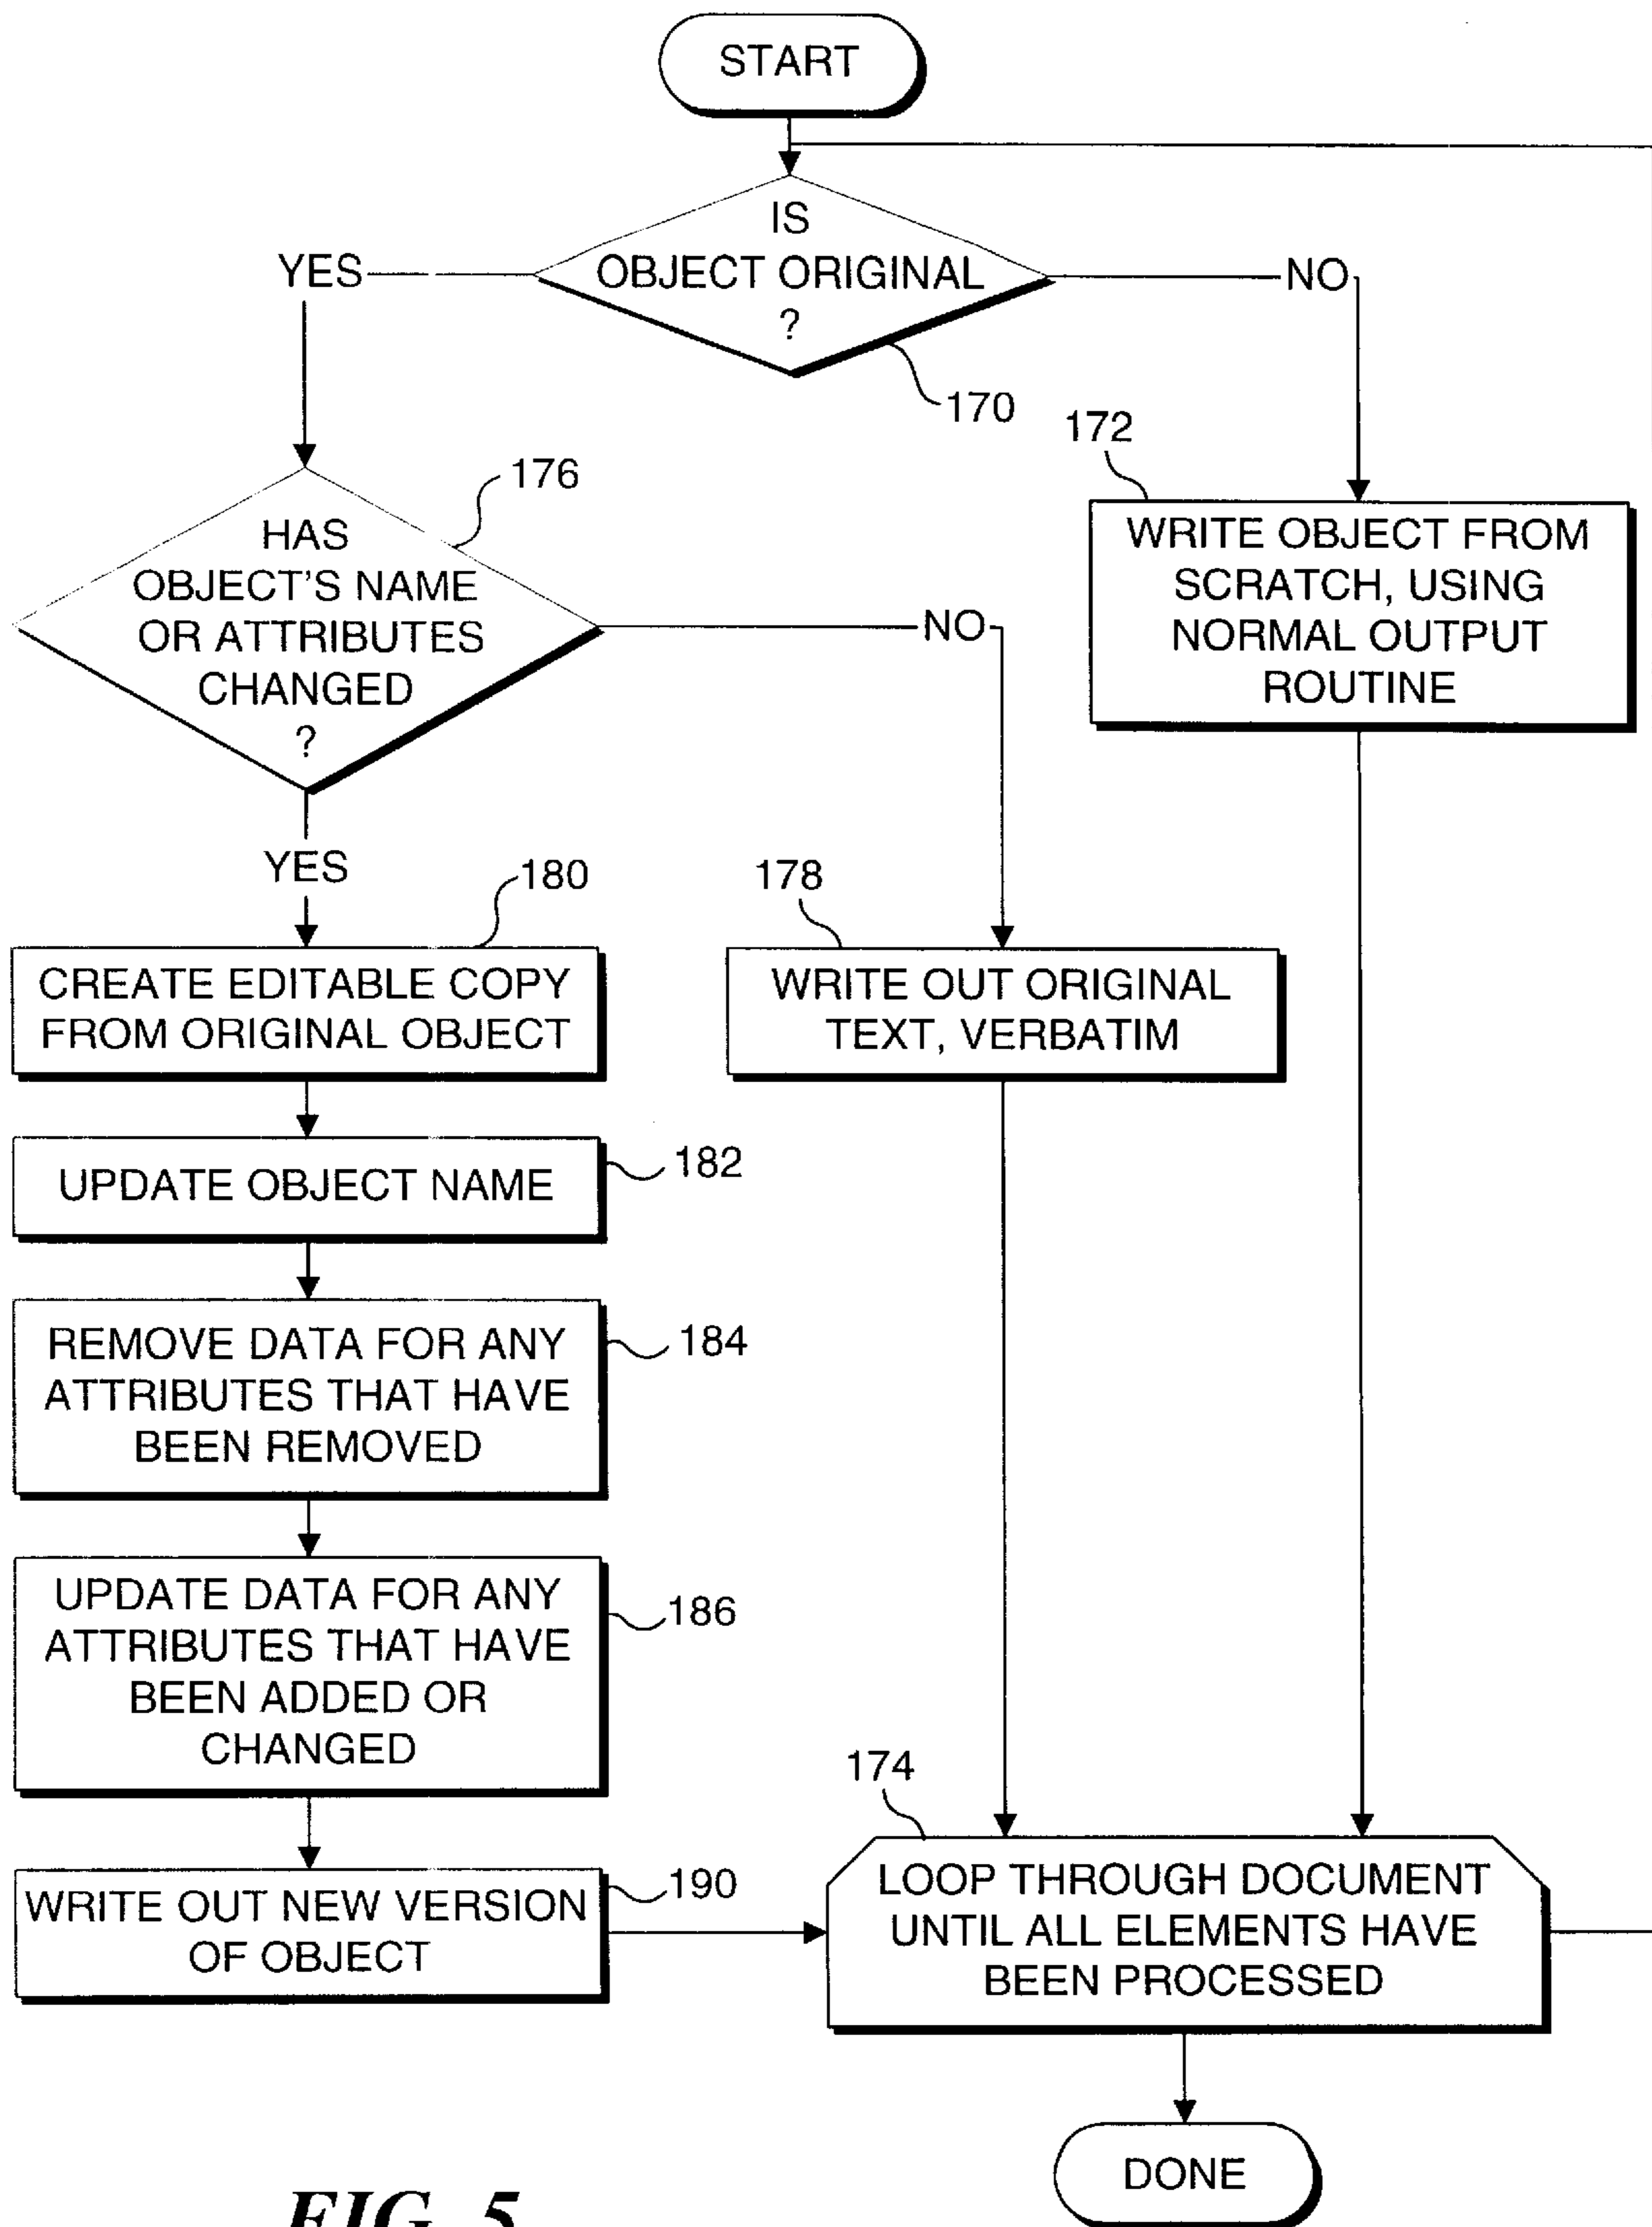 START
IS
OBJECT ORIGINAL
?
YES
NO
170
172
WRITE OBJECT FROM
SCRATCH, USING
NORMAL OUTPUT
ROUTINE
176
HAS
OBJECT'S NAME
OR ATTRIBUTES
CHANGED
?
NO
YES
180
CREATE EDITABLE COPY
FROM ORIGINAL OBJECT
178
WRITE OUT ORIGINAL
TEXT, VERBATIM
UPDATE OBJECT NAME
182
REMOVE DATA FOR ANY
ATTRIBUTES THAT HAVE
BEEN REMOVED
184
UPDATE DATA FOR ANY
ATTRIBUTES THAT HAVE
BEEN ADDED OR
CHANGED
186
WRITE OUT NEW VERSION
OF OBJECT
190
174
LOOP THROUGH DOCUMENT
UNTIL ALL ELEMENTS HAVE
BEEN PROCESSED
DONE
FIG. 5